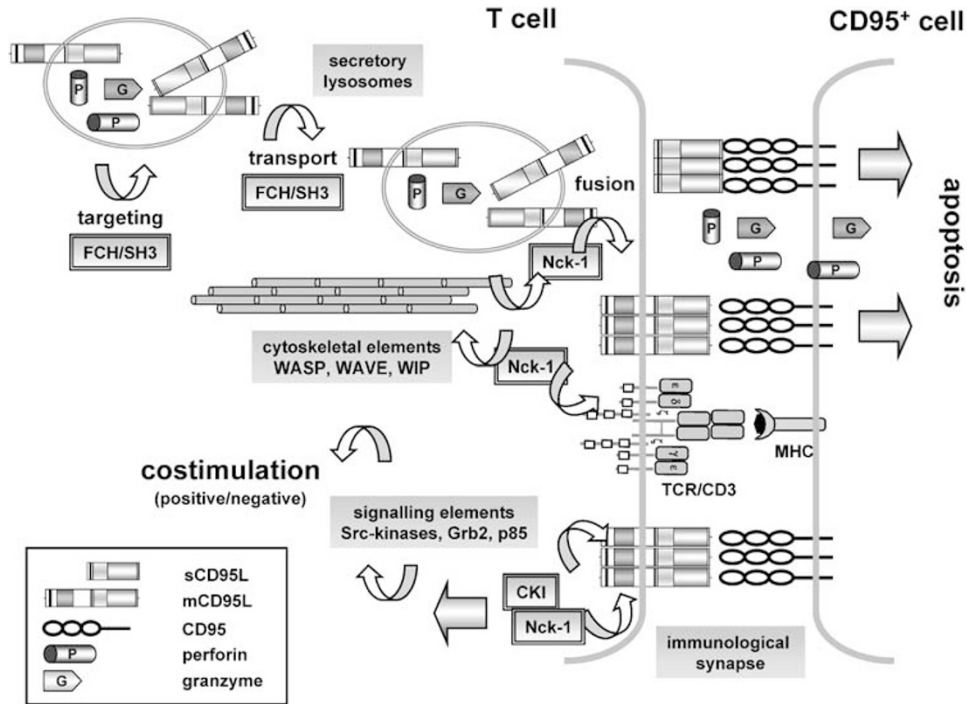 T cell
CD95+ cell
secretory
lysosomes
P
G
P
transport
FCH/SH3
targeting
FCH/SH3
P
G
fusion
Nck-1
P
G
G
P
P
apoptosis
cytoskeletal elements
WASP, WAVE, WIP
Nck-1
ε
δ
γ
ε
MHC
TCR/CD3
costimulation
(positive/negative)
signalling elements
Src-kinases, Grb2, p85
CKI
Nck-1
immunological
synapse
sCD95L
mCD95L
CD95
P
perforin
G
granzyme